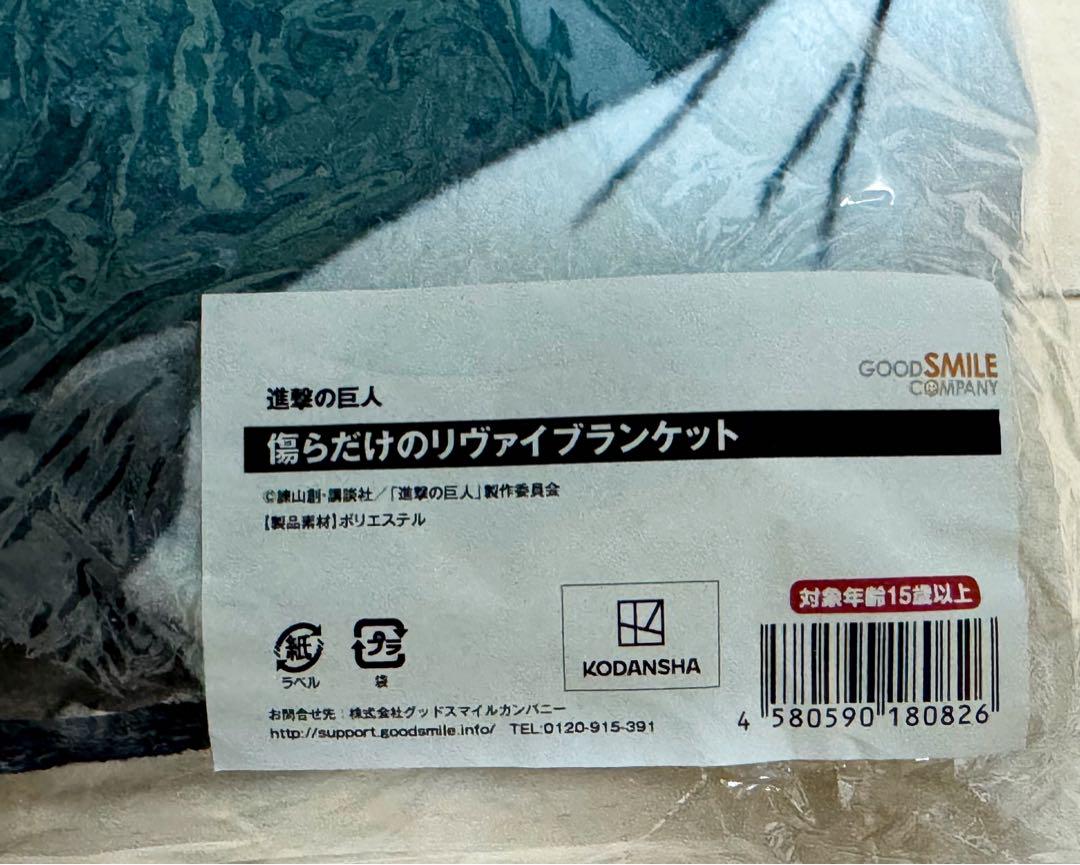 GOODSMILE
COMPANY
進撃の巨人
傷らだけのリヴァイブランケット
©諫山創・講談社／「進撃の巨人」製作委員会
【製品素材】ポリエステル
対象年齢15歳以上
紙
ラベル
プラ
袋
KODANSHA
4 580590 180826
お問合せ先：株式会社グッドスマイルカンパニー
http://support.goodsmile.info/ TEL:0120-915-391